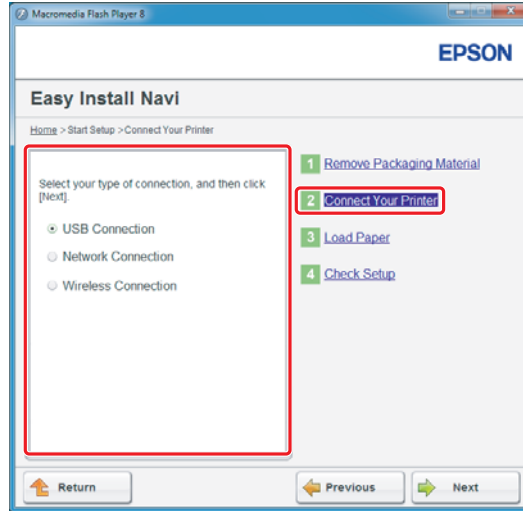 Macromedia Flash Player 8
EPSON
Easy Install Navi
Home > Start Setup >Connect Your Printer
Select your type of connection, and then click
[Next].
USB Connection
Network Connection
Wireless Connection
1 Remove Packaging Material
2 Connect Your Printer
3 Load Paper
4 Check Setup
Return
Previous
Next